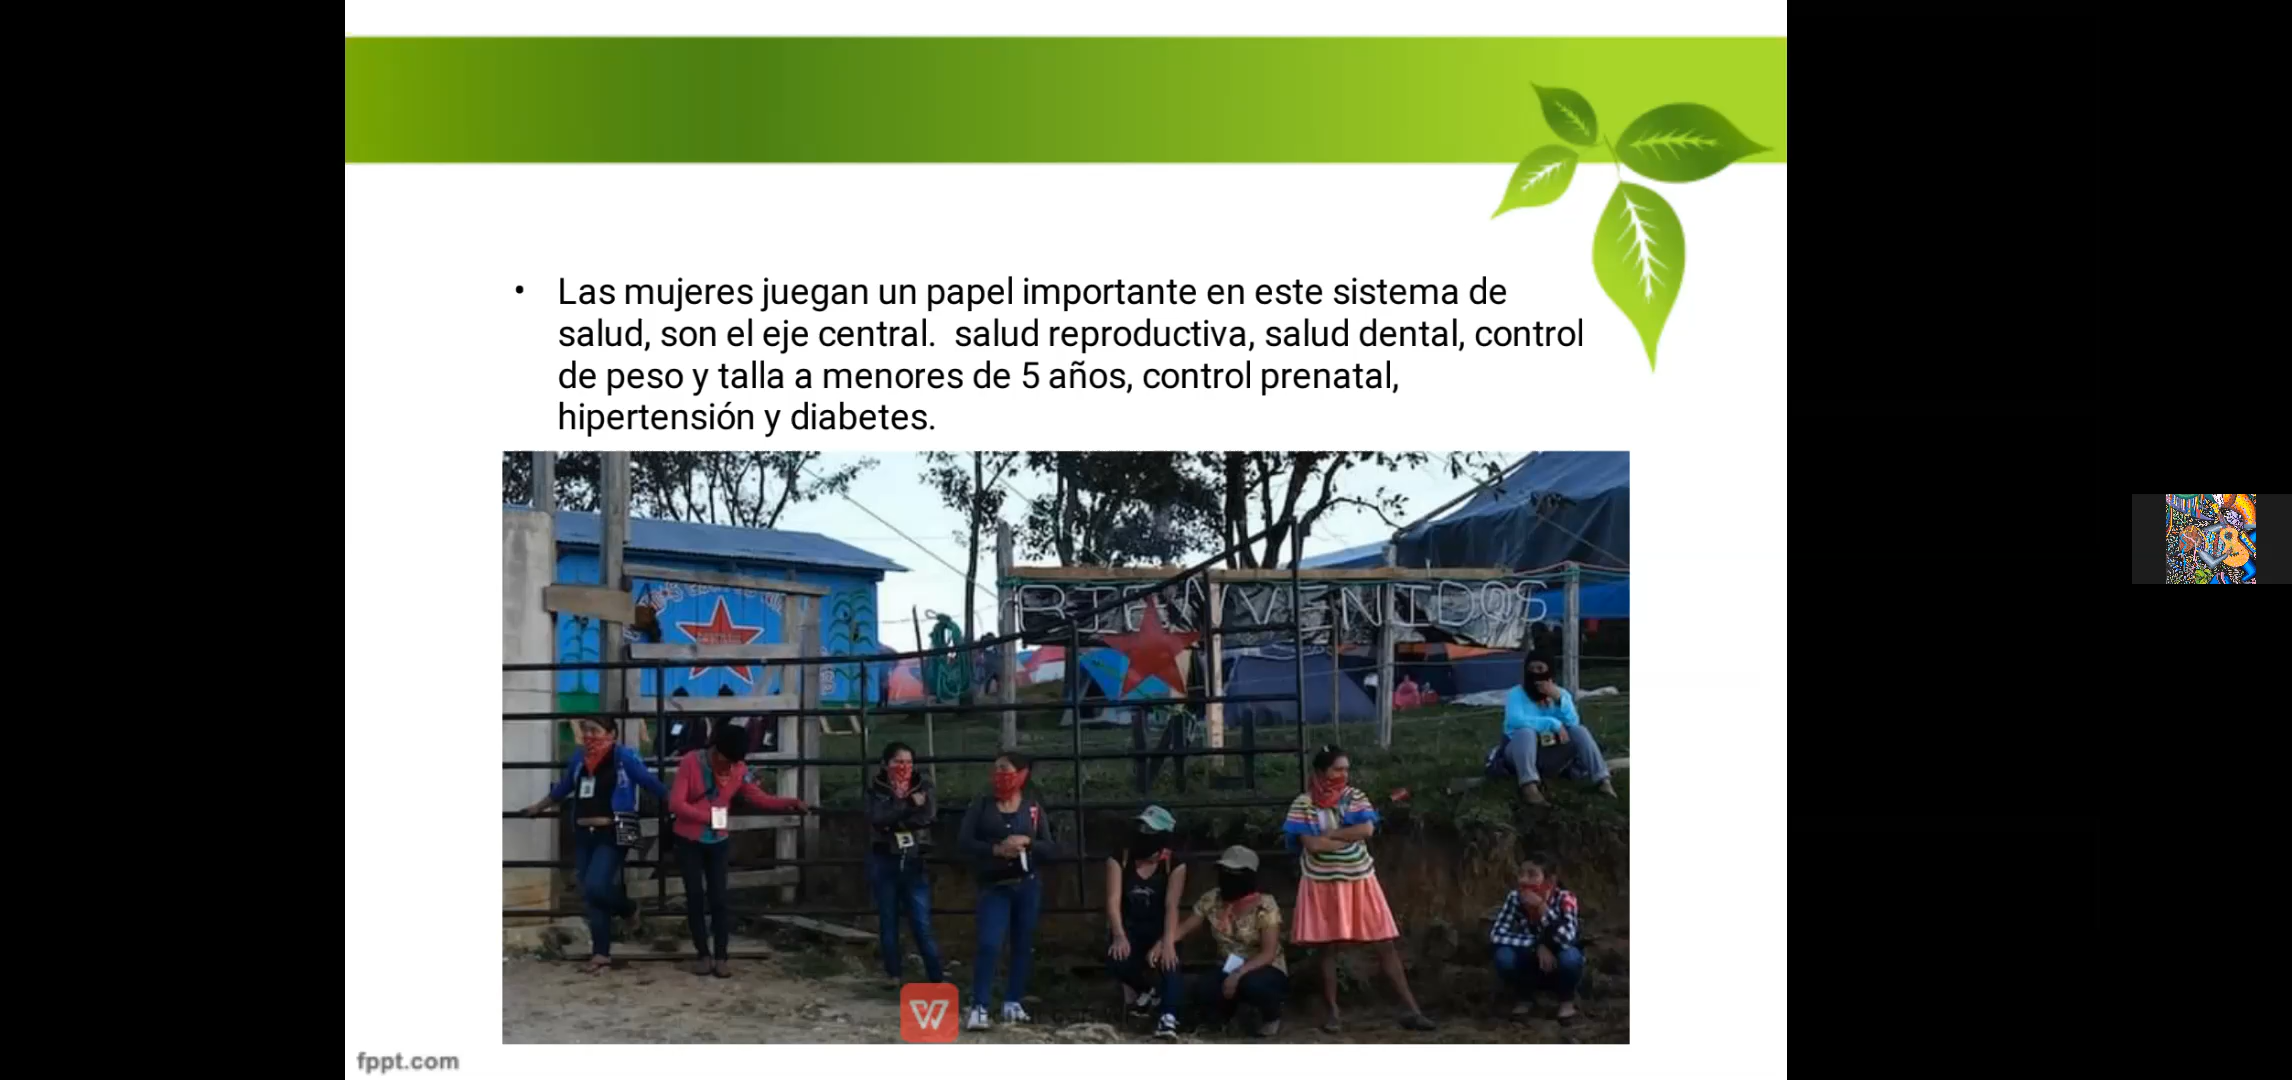 • Las mujeres juegan un papel importante en este sistema de
salud, son el eje central.  salud reproductiva, salud dental, control
de peso y talla a menores de 5 años, control prenatal,
hipertensión y diabetes.
BIENVENIDOS
fppt.com